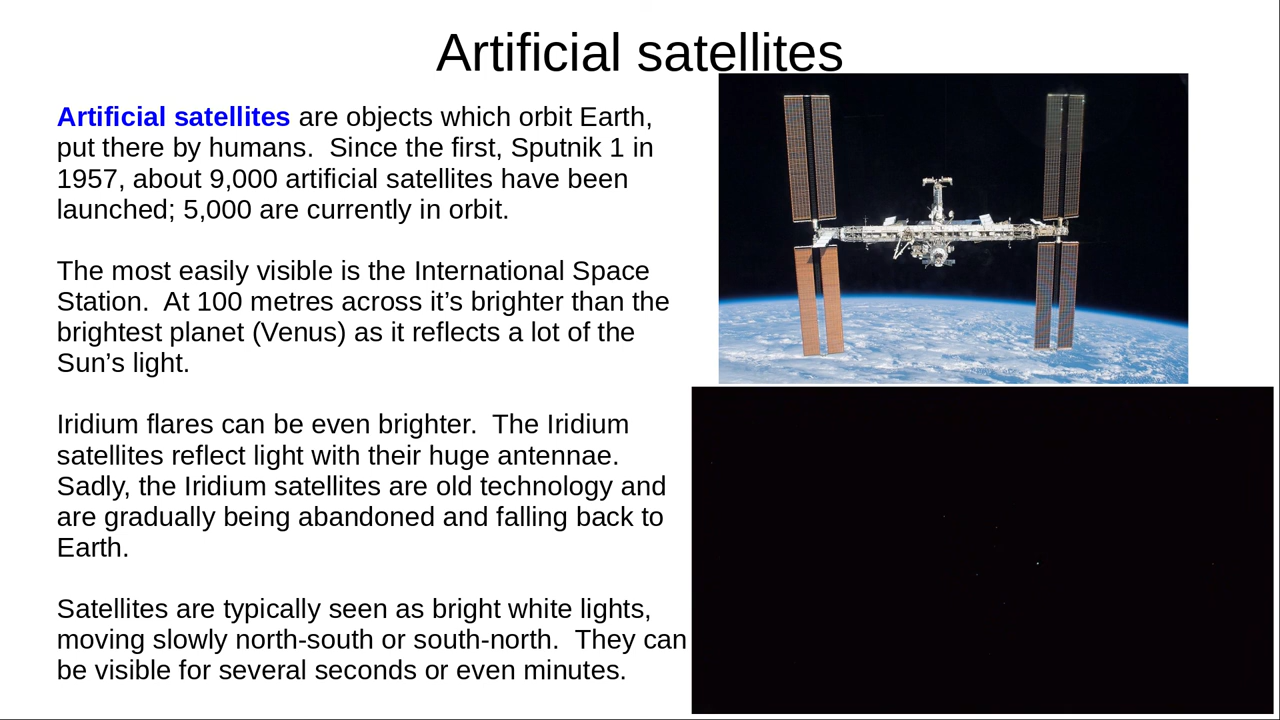 Artificial satellites
Artificial satellites are objects which orbit Earth,
put there by humans.  Since the first, Sputnik 1 in
1957, about 9,000 artificial satellites have been
launched; 5,000 are currently in orbit.
The most easily visible is the International Space
Station.  At 100 metres across it’s brighter than the
brightest planet (Venus) as it reflects a lot of the
Sun’s light.
Iridium flares can be even brighter.  The Iridium
satellites reflect light with their huge antennae.
Sadly, the Iridium satellites are old technology and
are gradually being abandoned and falling back to
Earth.
Satellites are typically seen as bright white lights,
moving slowly north-south or south-north.  They can
be visible for several seconds or even minutes.